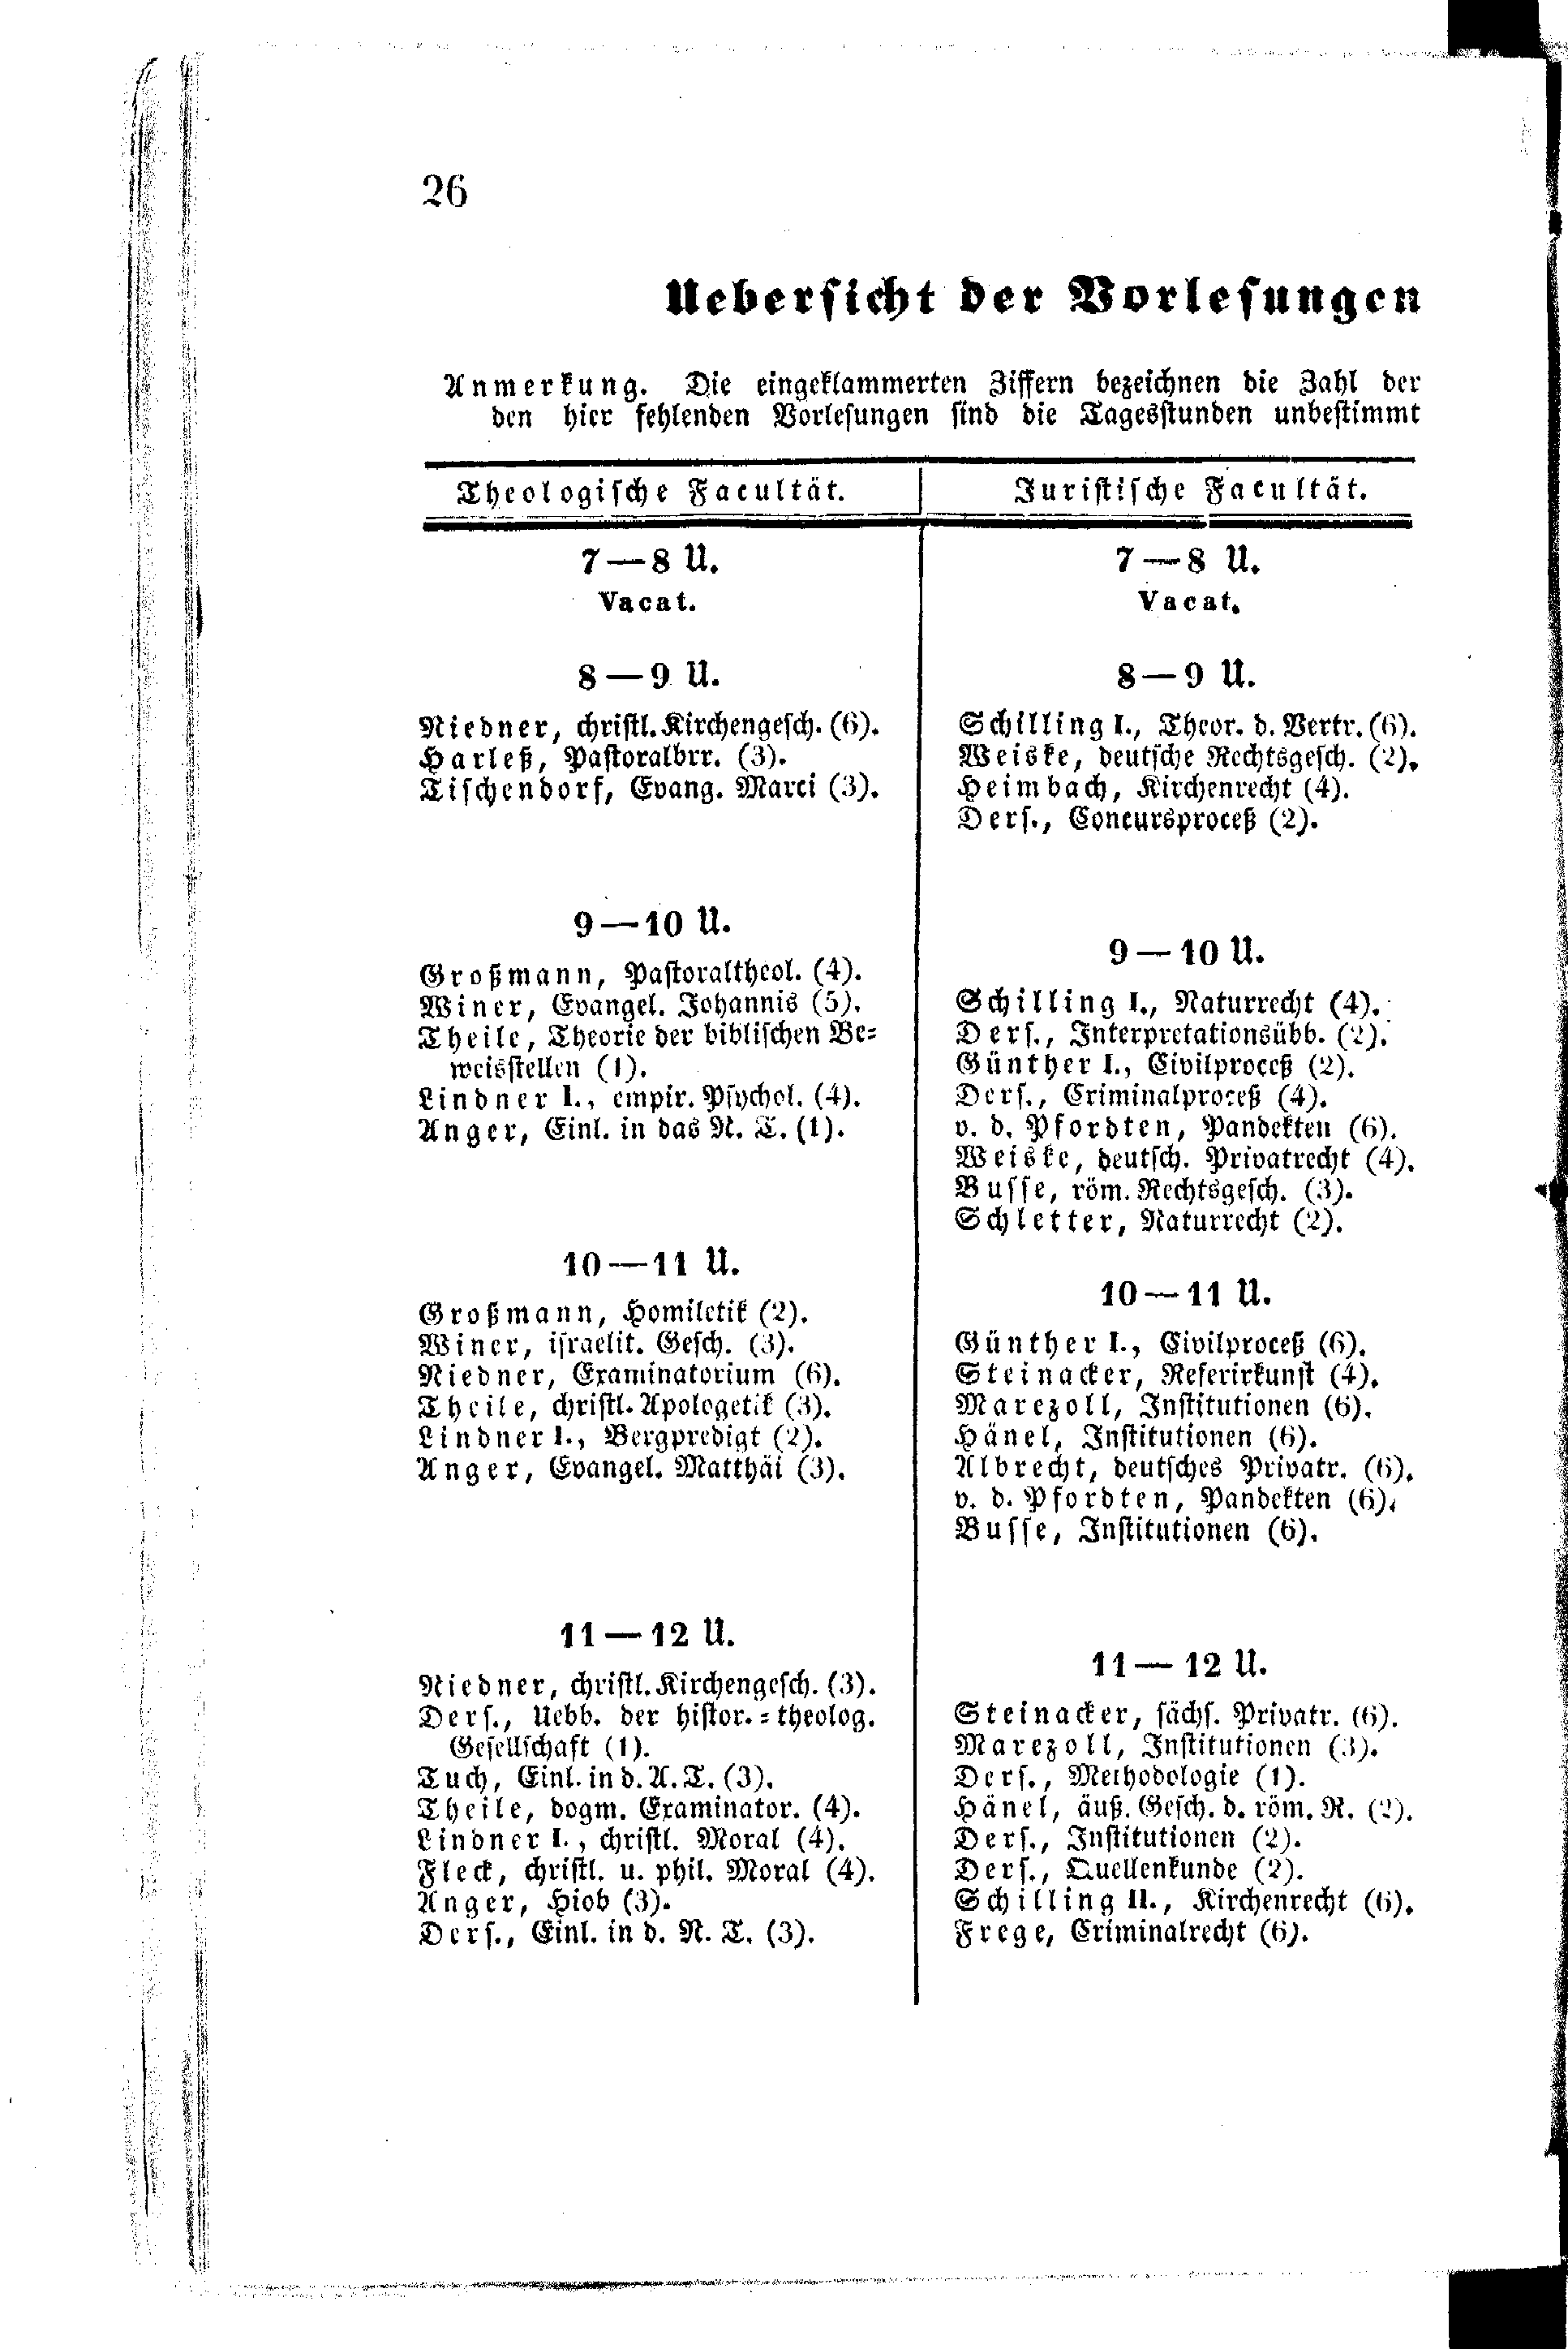 26
Uebersicht der Vorlesungen
Anmerkung. Die eingeklammerten Ziffern bezeichnen die Zahl der
den hier fehlenden Vorlesungen sind die Tagesstunden unbestimmt
Theologische Facultät.
7—8 U.
Vacat.
8—9 U.
Niedner, christl. Kirchengesch. (6).
Harleß, Pastoralbrr. (3).
Tischendorf, Evang. Marci (3).
9—10 U.
Großmann, Pastoraltheol. (4).
Winer, Evangel. Johannis (5).
Theile, Theorie der biblischen Be-
weisstellen (1).
Lindner I., empir. Psychol. (4).
Anger, Einl. in das N. T. (1).
10—11 U.
Großmann, Homiletik (2).
Winer, israelit. Gesch. (3).
Niedner, Examinatorium (6).
Theile, christl. Apologetik (3).
Lindner I., Bergpredigt (2).
Anger, Evangel. Matthäi (3).
11—12 U.
Niedner, christl. Kirchengesch. (3).
Ders., Uebb. der histor.-theolog.
Gesellschaft (1).
Tuch, Einl. in d. A. T. (3).
Theile, dogm. Examinator. (4).
Lindner I., christl. Moral (4).
Fleck, christl. u. phil. Moral (4).
Anger, Hiob (3).
Ders., Einl. in d. N. T. (3).
Juristische Facultät.
7—8 U.
Vacat.
8—9 U.
Schilling I., Theor. d. Vertr. (6).
Weiske, deutsche Rechtsgesch. (2).
Heimbach, Kirchenrecht (4).
Ders., Concursproceß (2).
9—10 U.
Schilling I., Naturrecht (4).
Ders., Interpretationsübb. (2).
Günther I., Civilproceß (2).
Ders., Criminalproceß (4).
v. d. Pfordten, Pandekten (6).
Weiske, deutsch. Privatrecht (4).
Busse, röm. Rechtsgesch. (3).
Schletter, Naturrecht (2).
10—11 U.
Günther I., Civilproceß (6).
Steinacker, Referirkunst (4).
Marezoll, Institutionen (6).
Hänel, Institutionen (6).
Albrecht, deutsches Privatr. (6).
v. d. Pfordten, Pandekten (6).
Busse, Institutionen (6).
11—12 U.
Steinacker, sächs. Privatr. (6).
Marezoll, Institutionen (3).
Ders., Methodologie (1).
Hänel, äuß. Gesch. d. röm. R. (2).
Ders., Institutionen (2).
Ders., Quellenkunde (2).
Schilling II., Kirchenrecht (6).
Frege, Criminalrecht (6).